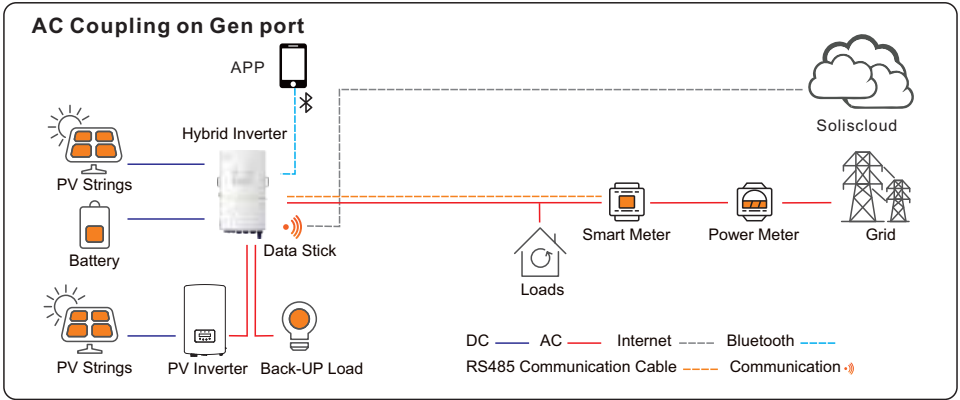 AC Coupling on Gen port
APP
Soliscloud
Hybrid Inverter
PV Strings
Battery
Data Stick
Smart Meter
Power Meter
Grid
Loads
PV Strings
PV Inverter
Back-UP Load
DC
AC
Internet
Bluetooth
RS485 Communication Cable
Communication